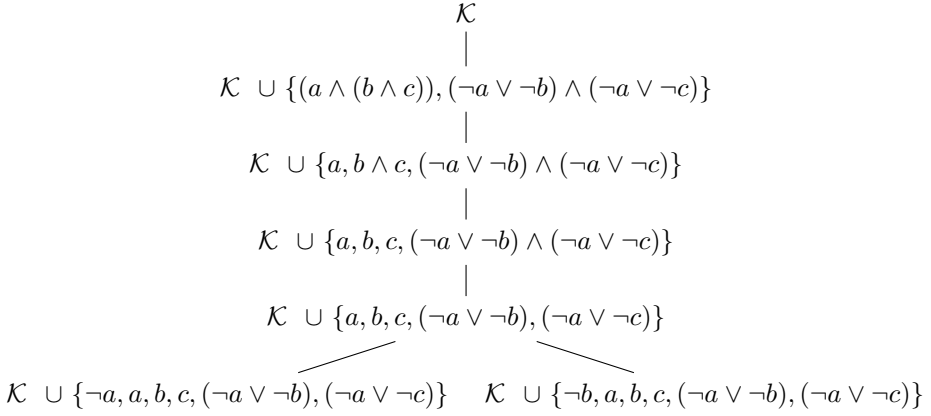 𝒦
𝒦 ∪ {(a ∧ (b ∧ c)), (¬a ∨ ¬b) ∧ (¬a ∨ ¬c)}
𝒦 ∪ {a, b ∧ c, (¬a ∨ ¬b) ∧ (¬a ∨ ¬c)}
𝒦 ∪ {a, b, c, (¬a ∨ ¬b) ∧ (¬a ∨ ¬c)}
𝒦 ∪ {a, b, c, (¬a ∨ ¬b), (¬a ∨ ¬c)}
𝒦 ∪ {¬a, a, b, c, (¬a ∨ ¬b), (¬a ∨ ¬c)} 𝒦 ∪ {¬b, a, b, c, (¬a ∨ ¬b), (¬a ∨ ¬c)}